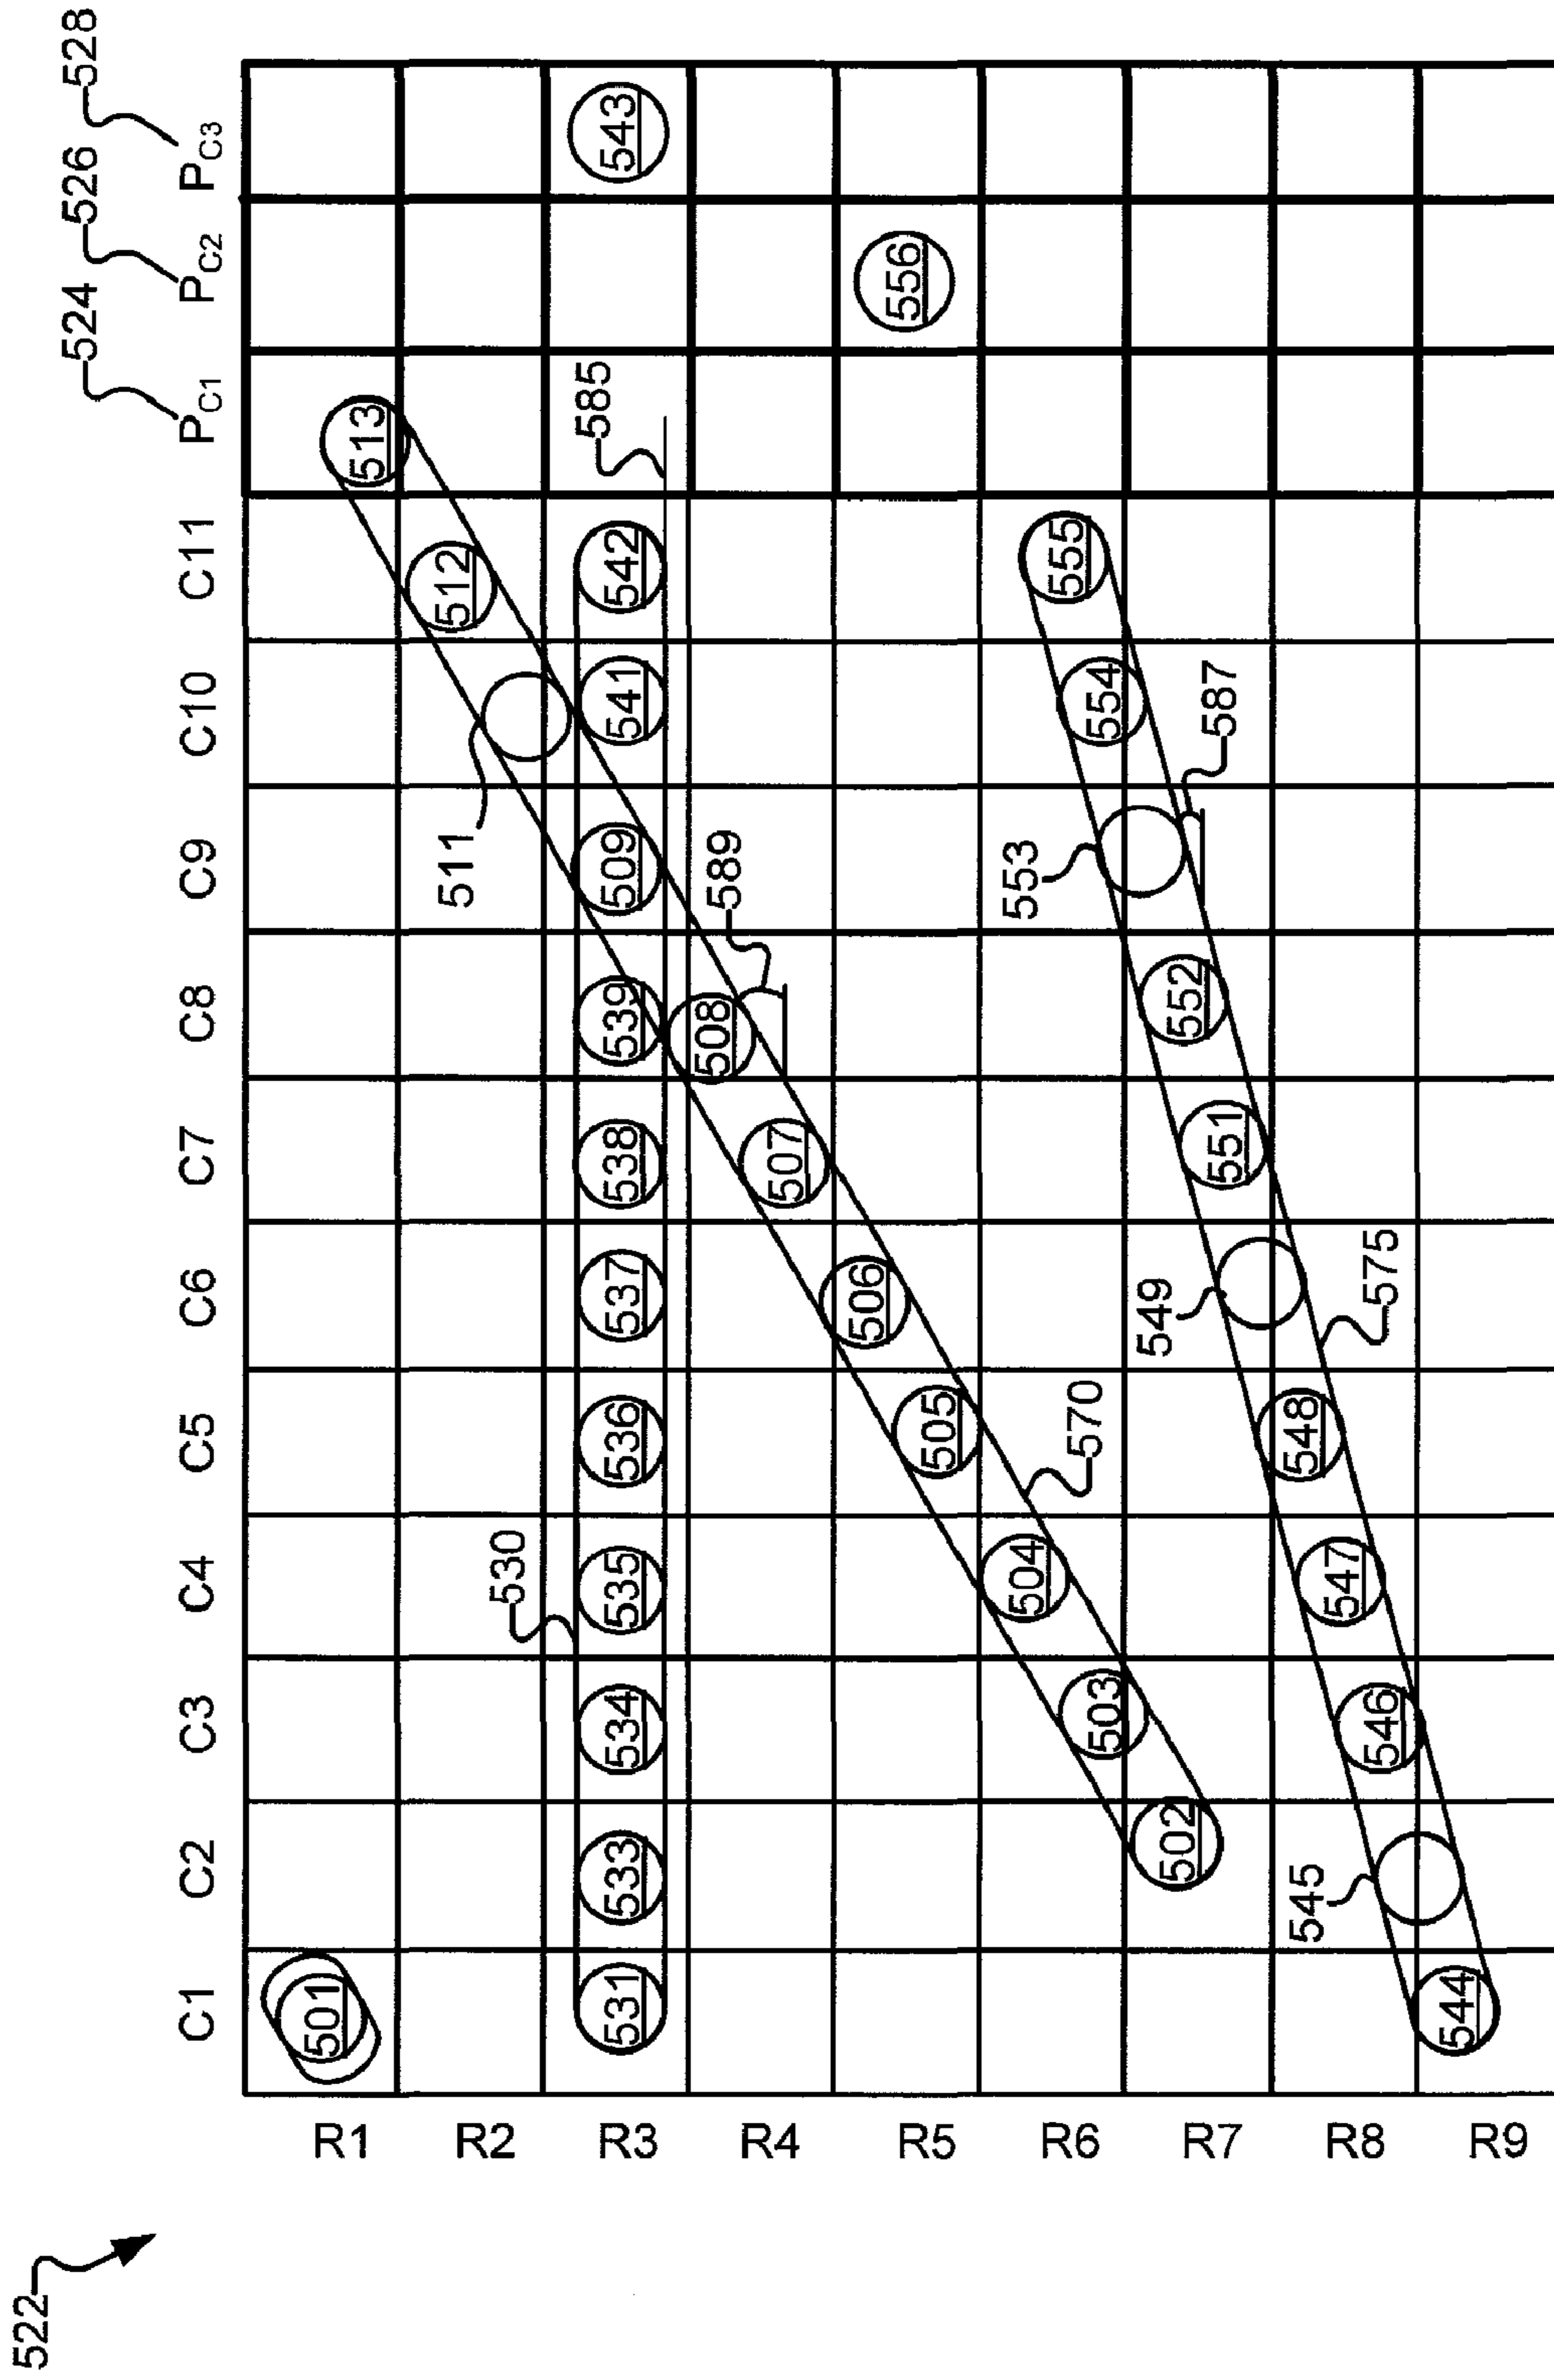 522
524 526 528
C1 C2 C3 C4 C5 C6 C7 C8 C9 C10 C11 PC1 PC2 PC3
R1 501 513
R2 511 512
530 585
R3 531 533 534 535 536 537 538 539 509 541 542 543
R4 507 508 589
R5 505 506 556
R6 503 504 570 553 554 555
R7 502 549 551 552 587
R8 545 546 547 548 575
R9 544